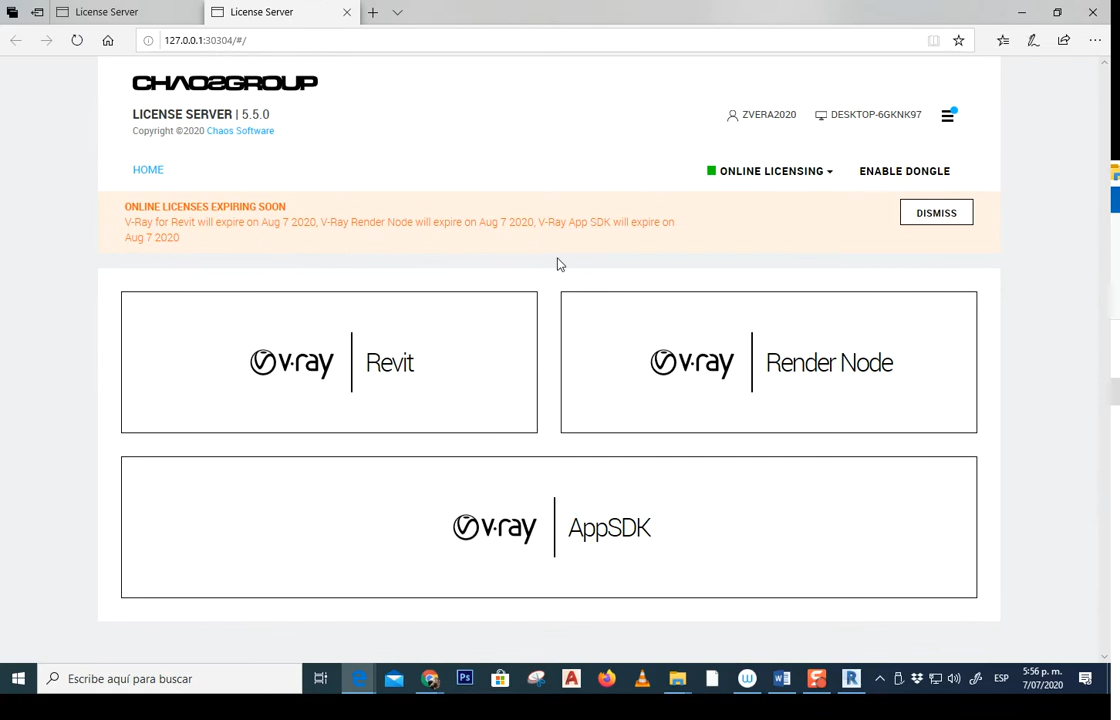 License Server
License Server
127.0.0.1:30304/#/
CHAOSGROUP
LICENSE SERVER | 5.5.0
ZVERA2020
DESKTOP-6GKNK97
Copyright ©2020 Chaos Software
HOME
ONLINE LICENSING
ENABLE DONGLE
ONLINE LICENSES EXPIRING SOON
V-Ray for Revit will expire on Aug 7 2020, V-Ray Render Node will expire on Aug 7 2020, V-Ray App SDK will expire on
Aug 7 2020
DISMISS
v·ray | Revit
v·ray | Render Node
v·ray | AppSDK
Escribe aquí para buscar
Ps
ESP
5:56 p. m.
7/07/2020